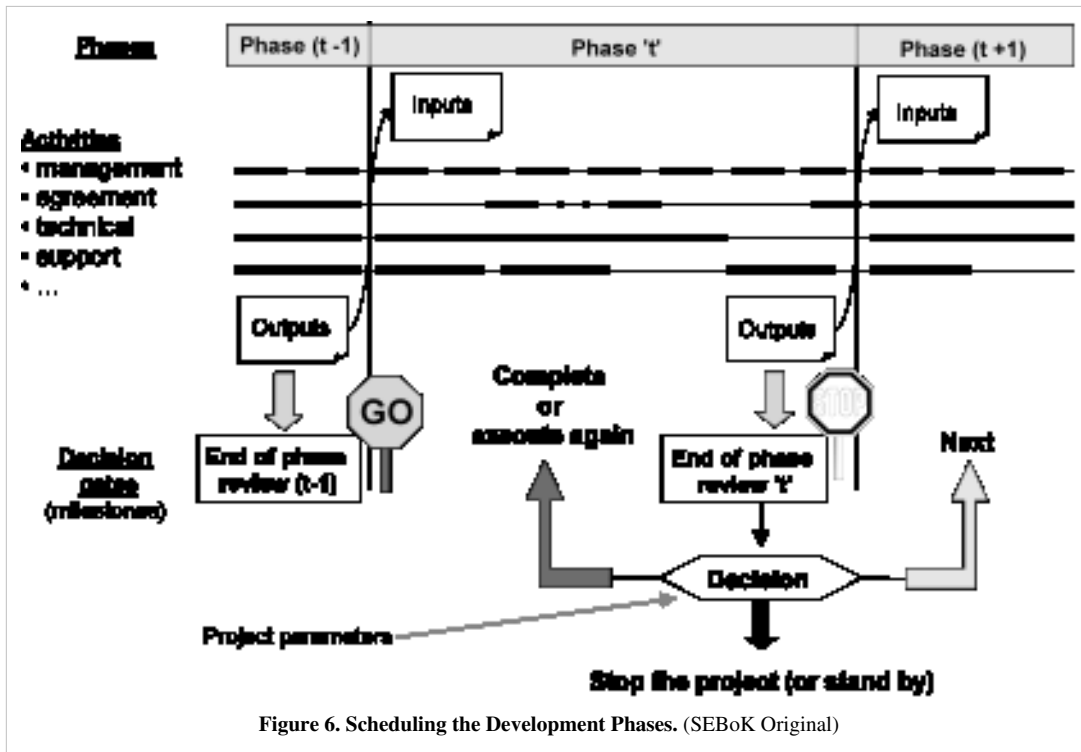 Phases
Phase (t -1)
Phase 't'
Phase (t +1)
Inputs
Inputs
Activities
• management
• agreement
• technical
• support
• ...
Outputs
Outputs
GO
STOP
Complete
or
execute again
Next
Decision
gates
(milestones)
End of phase
review (t-1)
End of phase
review 't'
Decision
Project parameters
Stop the project (or stand by)
Figure 6. Scheduling the Development Phases. (SEBoK Original)